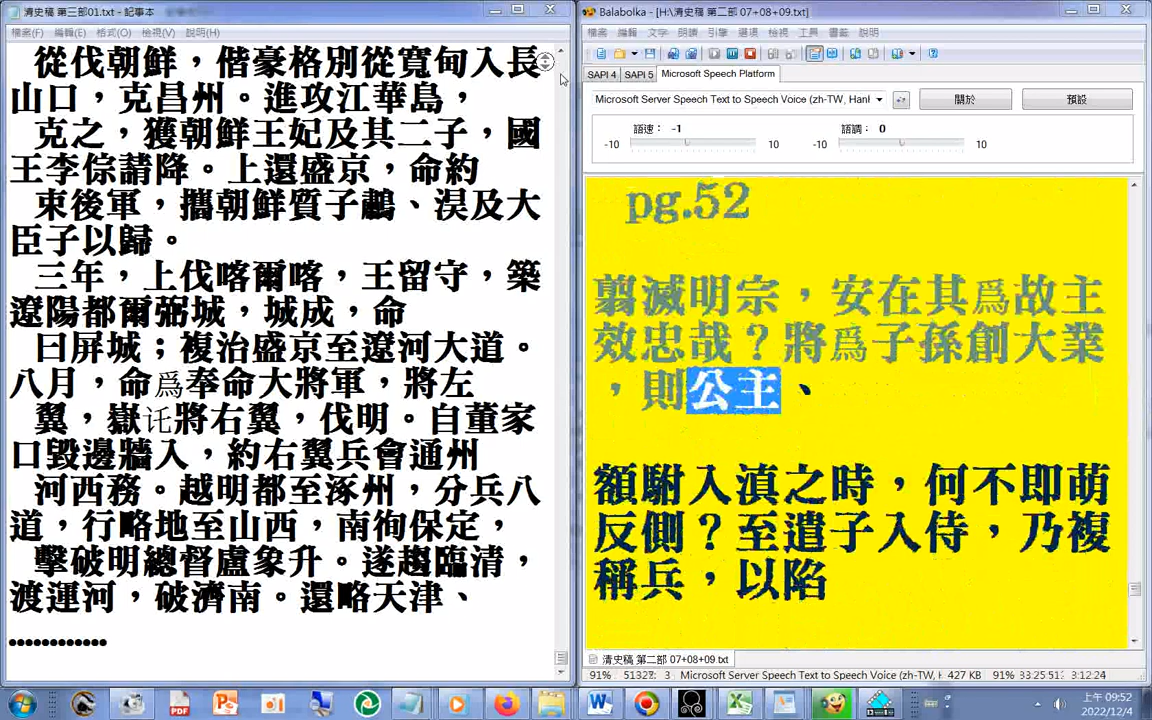 清史稿 第三部01.txt - 記事本
檔案(F) 編輯(E) 格式(O) 檢視(V) 說明(H)
從伐朝鮮，偕豪格別從寬甸入長
山口，克昌州。進攻江華島，
克之，獲朝鮮王妃及其二子，國
王李倧請降。上還盛京，命約
束後軍，攜朝鮮質子鸘、淏及大
臣子以歸。
三年，上伐喀爾喀，王留守，築
遼陽都爾弼城，城成，命
曰屏城；複治盛京至遼河大道。
八月，命爲奉命大將軍，將左
翼，嶽讬將右翼，伐明。自董家
口毀邊牆入，約右翼兵會通州
河西務。越明都至涿州，分兵八
道，行略地至山西，南徇保定，
擊破明總督盧象升。遂趨臨清，
渡運河，破濟南。還略天津、
••••••••••••
Balabolka - [H:\清史稿 第二部 07+08+09.txt]
檔案 編輯 文字 朗讀 引擎 選項 檢視 工具 書籤 說明
SAPI 4 SAPI 5 Microsoft Speech Platform
Microsoft Server Speech Text to Speech Voice (zh-TW, Hanl
關於 預設
語速： -1 語調： 0
-10 10 -10 10
pg.52
翦滅明宗，安在其爲故主
效忠哉？將爲子孫創大業
，則公主、
額駙入滇之時，何不即萌
反側？至遣子入侍，乃複
稱兵，以陷
清史稿 第二部 07+08+09.txt
91% 51327: 3 Microsoft Speech Platform: Microsoft Server Speech Text to Speech Voice (zh-TW, H 427 KB 91% 33:25:51 3:12:24
上午 09:52
2022/12/4